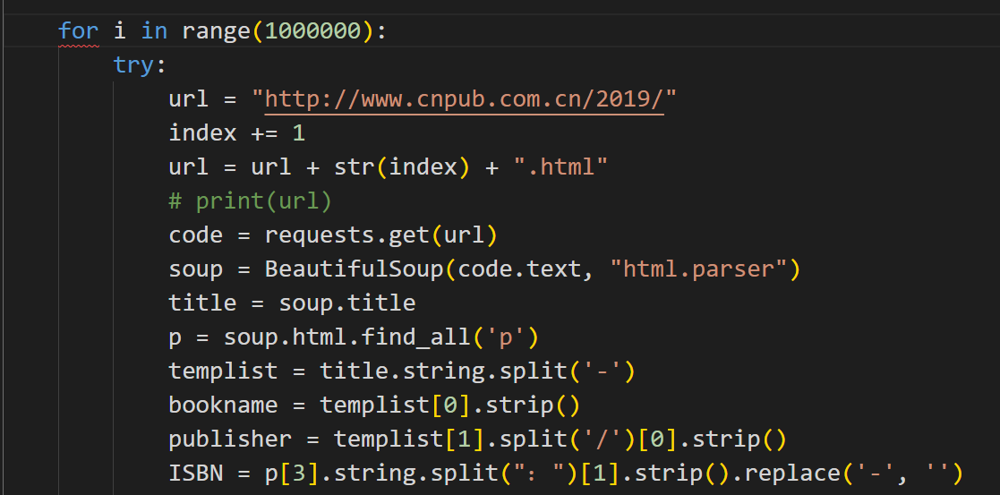 for i in range(1000000):
try:
url = "http://www.cnpub.com.cn/2019/"
index += 1
url = url + str(index) + ".html"
# print(url)
code = requests.get(url)
soup = BeautifulSoup(code.text, "html.parser")
title = soup.title
p = soup.html.find_all('p')
templist = title.string.split('-')
bookname = templist[0].strip()
publisher = templist[1].split('/')[0].strip()
ISBN = p[3].string.split("：")[1].strip().replace('-', '')